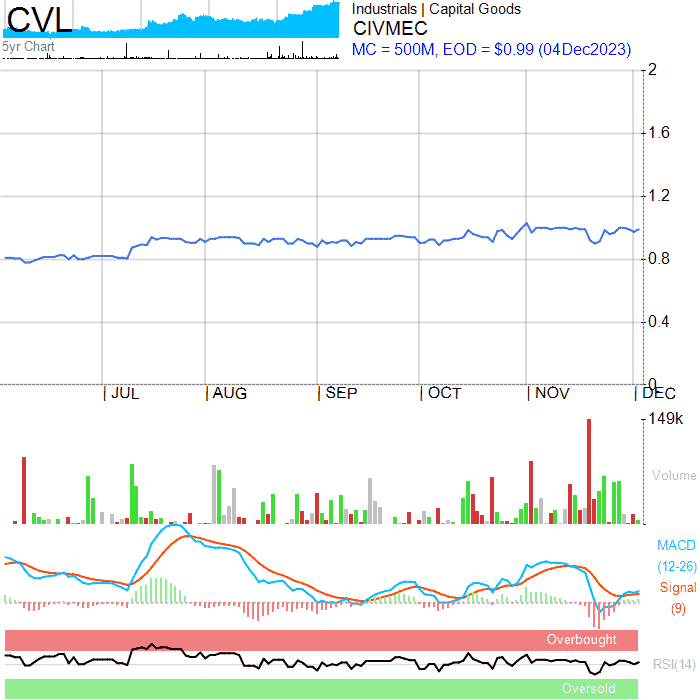 CVL
5yr Chart
Industrials | Capital Goods
CIVMEC
MC = 500M, EOD = $0.99 (04Dec2023)
2
1.6
1.2
0.8
0.4
0
| JUL | AUG | SEP | OCT | NOV | DEC
149k
Volume
MACD
(12-26)
Signal
(9)
Overbought
RSI(14)
Oversold